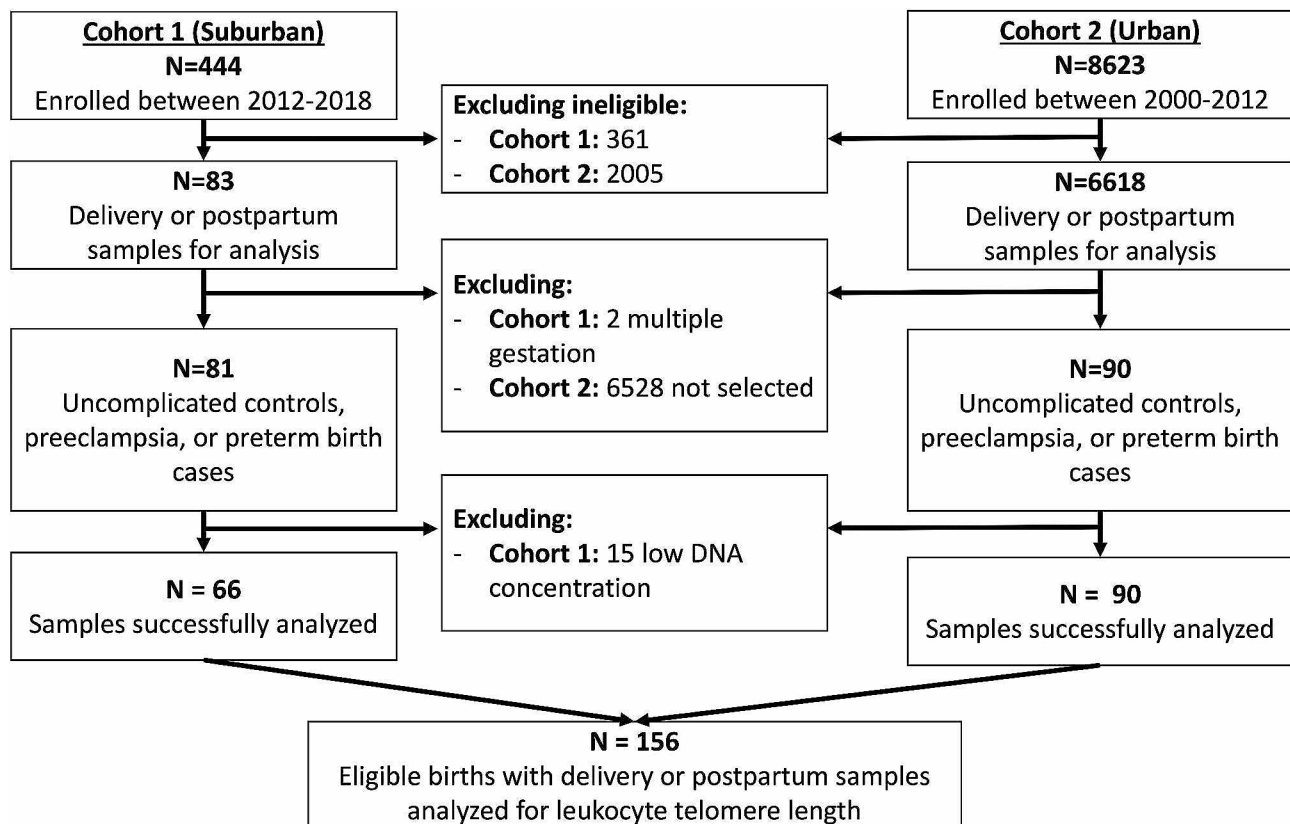 Cohort 1 (Suburban)
N=444
Enrolled between 2012-2018
Cohort 2 (Urban)
N=8623
Enrolled between 2000-2012
Excluding ineligible:
- Cohort 1: 361
- Cohort 2: 2005
N=83
Delivery or postpartum
samples for analysis
N=6618
Delivery or postpartum
samples for analysis
Excluding:
- Cohort 1: 2 multiple
gestation
- Cohort 2: 6528 not selected
N=81
Uncomplicated controls,
preeclampsia, or preterm birth
cases
N=90
Uncomplicated controls,
preeclampsia, or preterm birth
cases
Excluding:
- Cohort 1: 15 low DNA
concentration
N = 66
Samples successfully analyzed
N = 90
Samples successfully analyzed
N = 156
Eligible births with delivery or postpartum samples
analyzed for leukocyte telomere length